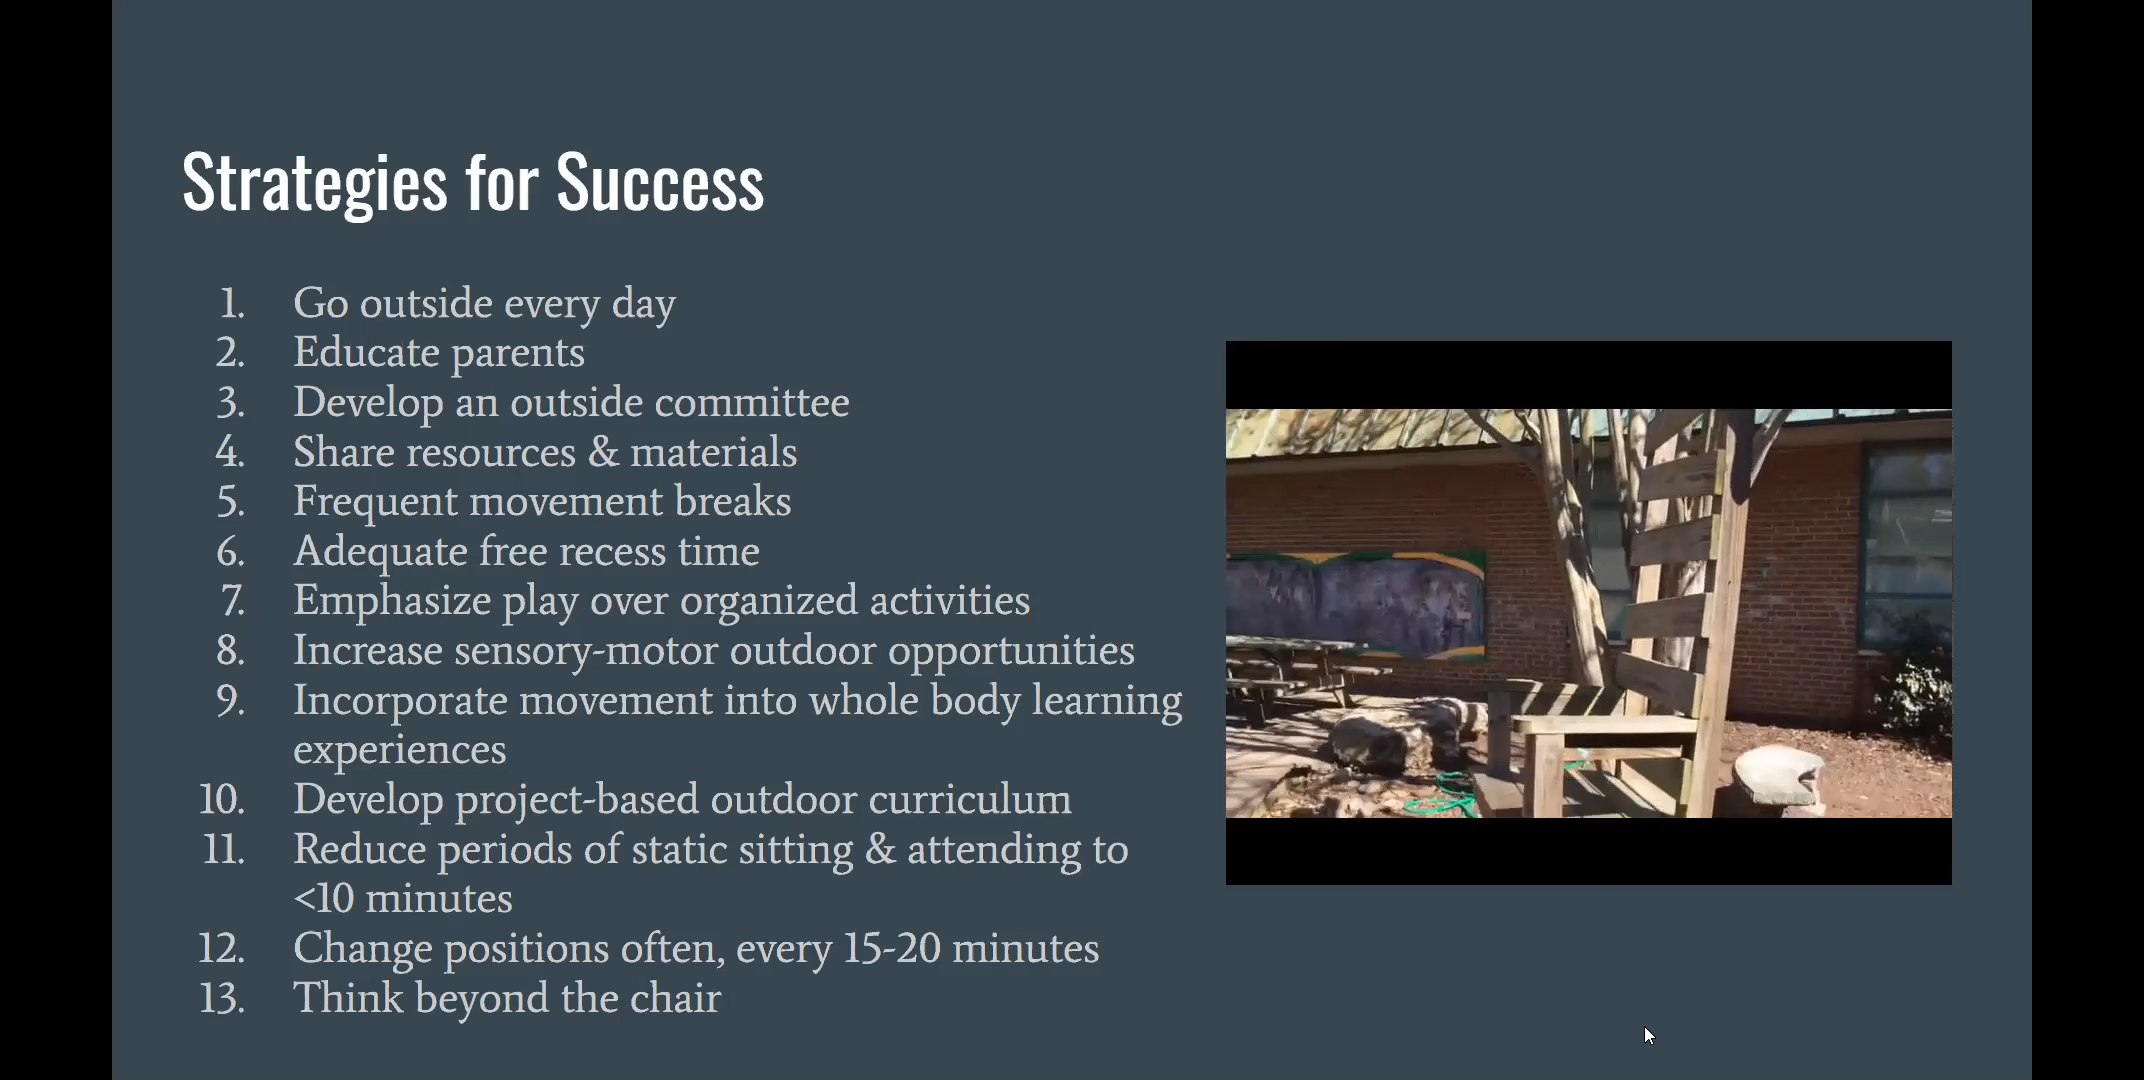 Strategies for Success
1. Go outside every day
2. Educate parents
3. Develop an outside committee
4. Share resources & materials
5. Frequent movement breaks
6. Adequate free recess time
7. Emphasize play over organized activities
8. Increase sensory-motor outdoor opportunities
9. Incorporate movement into whole body learning
experiences
10. Develop project-based outdoor curriculum
11. Reduce periods of static sitting & attending to
<10 minutes
12. Change positions often, every 15-20 minutes
13. Think beyond the chair